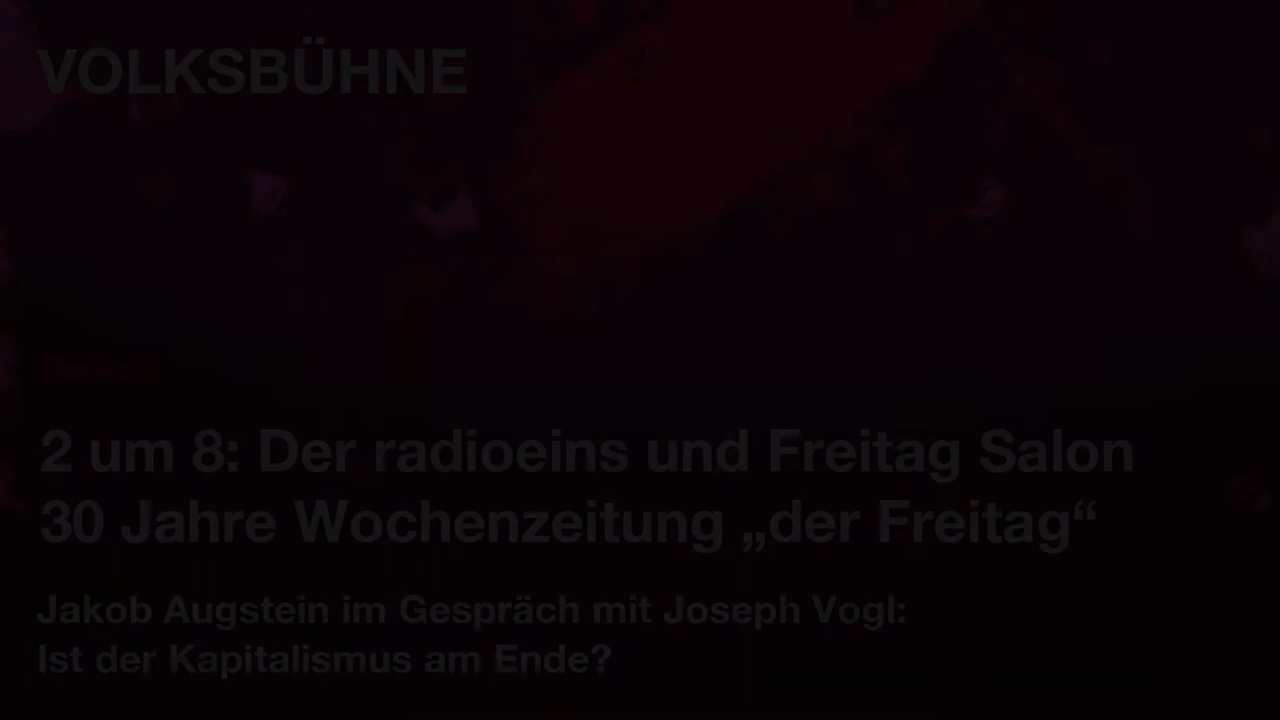 VOLKSBÜHNE
2 um 8: Der radioeins und Freitag Salon
30 Jahre Wochenzeitung „der Freitag“
Jakob Augstein im Gespräch mit Joseph Vogl:
Ist der Kapitalismus am Ende?